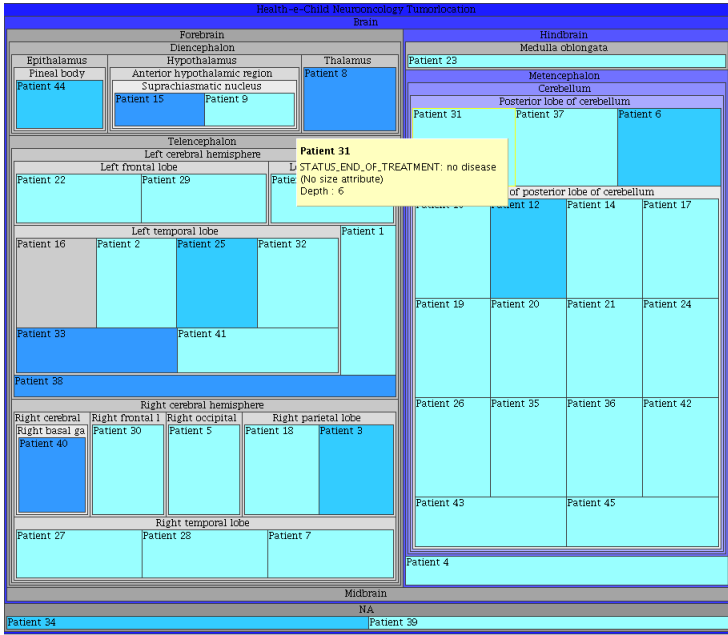 Health-e-Child Neurooncology Tumorlocation
Brain
Forebrain
Diencephalon
Epithalamus
Pineal body
Patient 44
Hypothalamus
Anterior hypothalamic region
Suprachiasmatic nucleus
Patient 15
Patient 9
Thalamus
Patient 8
Telencephalon
Left cerebral hemisphere
Left frontal lobe
Patient 22
Patient 29
Left temporal lobe
Patient 16
Patient 2
Patient 25
Patient 32
Patient 33
Patient 41
Patient 1
Patient 38
Right cerebral hemisphere
Right cerebral
Right basal ga
Patient 40
Right frontal l
Patient 30
Right occipital
Patient 5
Right parietal lobe
Patient 18
Patient 3
Right temporal lobe
Patient 27
Patient 28
Patient 7
Hindbrain
Medulla oblongata
Patient 23
Metencephalon
Cerebellum
Posterior lobe of cerebellum
Patient 31
Patient 37
Patient 6
Patient 31
STATUS_END_OF_TREATMENT: no disease
(No size attribute)
Depth : 6
of posterior lobe of cerebellum
Patient 12
Patient 14
Patient 17
Patient 19
Patient 20
Patient 21
Patient 24
Patient 26
Patient 35
Patient 36
Patient 42
Patient 43
Patient 45
Patient 4
Midbrain
NA
Patient 34
Patient 39